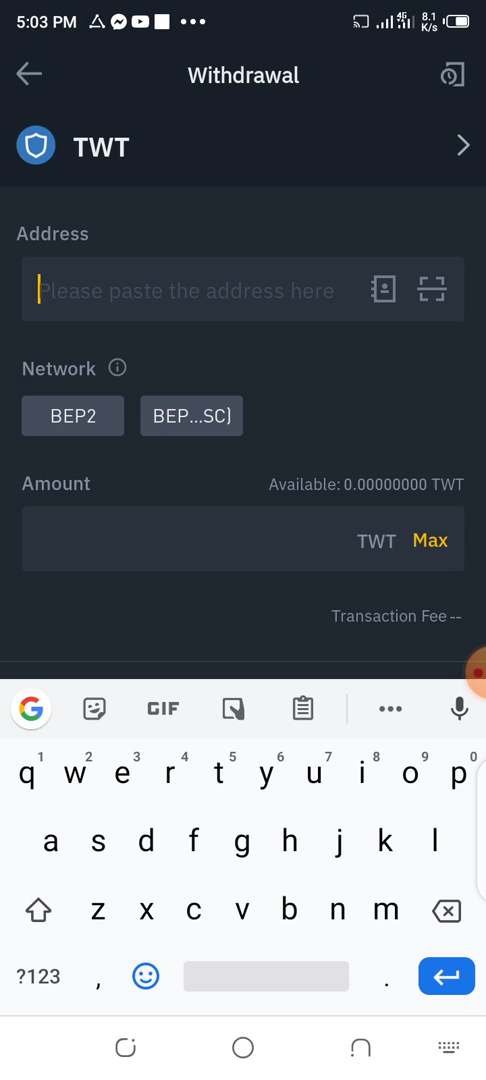 5:03 PM 4G 8.1 K/s
Withdrawal
TWT
Address
Please paste the address here
Network
BEP2 BEP...SC)
Amount Available: 0.00000000 TWT
TWT Max
Transaction Fee --
G GIF
1 2 3 4 5 6 7 8 9 0
q w e r t y u i o p
a s d f g h j k l
z x c v b n m
?123 , .